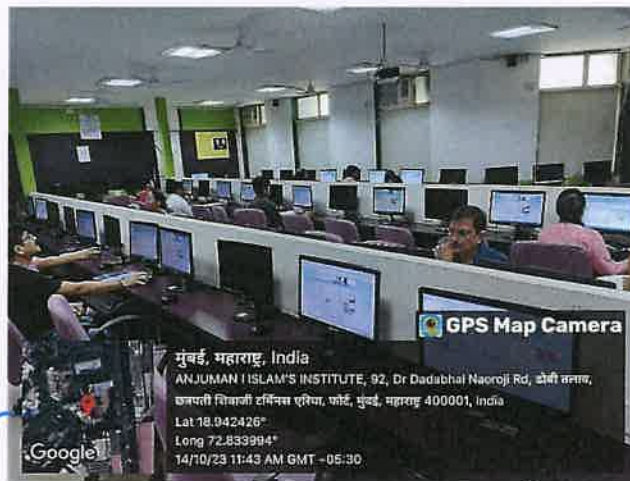 GPS Map Camera
मुंबई, महाराष्ट्र, India
ANJUMAN I ISLAM'S INSTITUTE, 92, Dr Dadabhai Naoroji Rd, ढोबी तलाव,
छत्रपती शिवाजी टर्मिनस एरिया, फोर्ट, मुंबई, महाराष्ट्र 400001, India
Lat 18.942426°
Long 72.833994°
14/10/23 11:43 AM GMT +05:30
Google